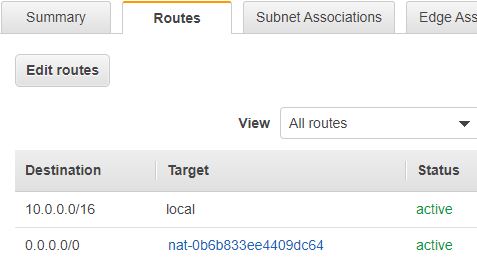 Summary Routes Subnet Associations Edge Ass
Edit routes
View All routes
Destination Target Status
10.0.0.0/16 local active
0.0.0.0/0 nat-0b6b833ee4409dc64 active